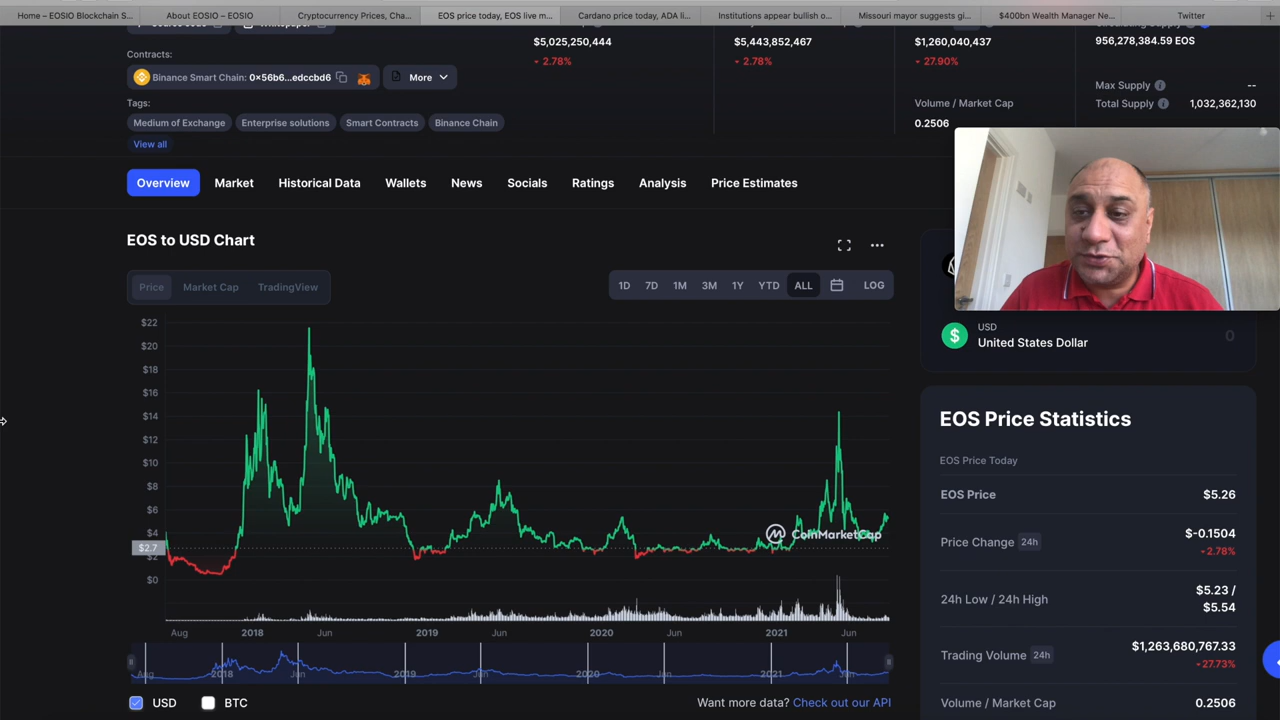 Home – EOSIO Blockchain S...
About EOSIO – EOSIO
Cryptocurrency Prices, Cha...
EOS price today, EOS live m...
Cardano price today, ADA li...
Institutions appear bullish o...
Missouri mayor suggests gi...
$400bn Wealth Manager Ne...
Twitter
$5,025,250,444
2.78%
$5,443,852,467
2.78%
$1,260,040,437
27.90%
956,278,384.59 EOS
Contracts:
Binance Smart Chain: 0x56b6...edccbd6
More
Max Supply
--
Total Supply
1,032,362,130
Volume / Market Cap
0.2506
Tags:
Medium of Exchange
Enterprise solutions
Smart Contracts
Binance Chain
View all
Overview
Market
Historical Data
Wallets
News
Socials
Ratings
Analysis
Price Estimates
EOS to USD Chart
Price
Market Cap
TradingView
1D
7D
1M
3M
1Y
YTD
ALL
LOG
$22
$20
$18
$16
$14
$12
$10
$8
$6
$4
$2.7
$2
$0
CoinMarketCap
Aug
2018
Jun
2019
Jun
2020
Jun
2021
Jun
Aug
2018
Jun
2019
Jun
2020
Jun
2021
Jun
USD
BTC
Want more data? Check out our API
USD
United States Dollar
0
EOS Price Statistics
EOS Price Today
EOS Price
$5.26
Price Change 24h
$-0.1504
2.78%
24h Low / 24h High
$5.23 /
$5.54
Trading Volume 24h
$1,263,680,767.33
27.73%
Volume / Market Cap
0.2506